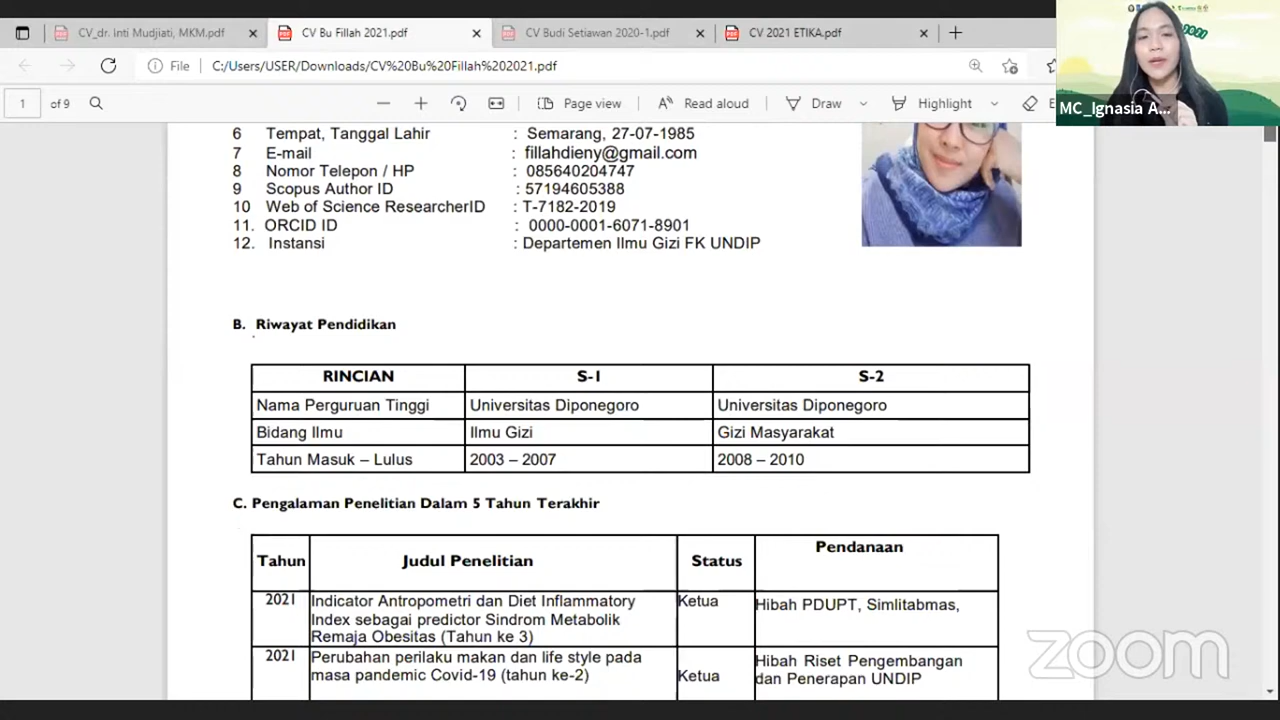 CV_dr. Inti Mudjiati, MKM.pdf
CV Bu Fillah 2021.pdf
CV Budi Setiawan 2020-1.pdf
CV 2021 ETIKA.pdf
File
C:/Users/USER/Downloads/CV%20Bu%20Fillah%202021.pdf
1 of 9
Page view
Read aloud
Draw
Highlight
MC_Ignasia A...
6 Tempat, Tanggal Lahir : Semarang, 27-07-1985
7 E-mail : fillahdieny@gmail.com
8 Nomor Telepon / HP : 085640204747
9 Scopus Author ID : 57194605388
10 Web of Science ResearcherID : T-7182-2019
11. ORCID ID : 0000-0001-6071-8901
12. Instansi : Departemen Ilmu Gizi FK UNDIP
B. Riwayat Pendidikan
RINCIAN S-1 S-2
Nama Perguruan Tinggi Universitas Diponegoro Universitas Diponegoro
Bidang Ilmu Ilmu Gizi Gizi Masyarakat
Tahun Masuk – Lulus 2003 – 2007 2008 – 2010
C. Pengalaman Penelitian Dalam 5 Tahun Terakhir
Tahun Judul Penelitian Status Pendanaan
2021 Indicator Antropometri dan Diet Inflammatory Ketua Hibah PDUPT, Simlitabmas,
Index sebagai predictor Sindrom Metabolik
Remaja Obesitas (Tahun ke 3)
2021 Perubahan perilaku makan dan life style pada Hibah Riset Pengembangan
masa pandemic Covid-19 (tahun ke-2) Ketua dan Penerapan UNDIP
zoom